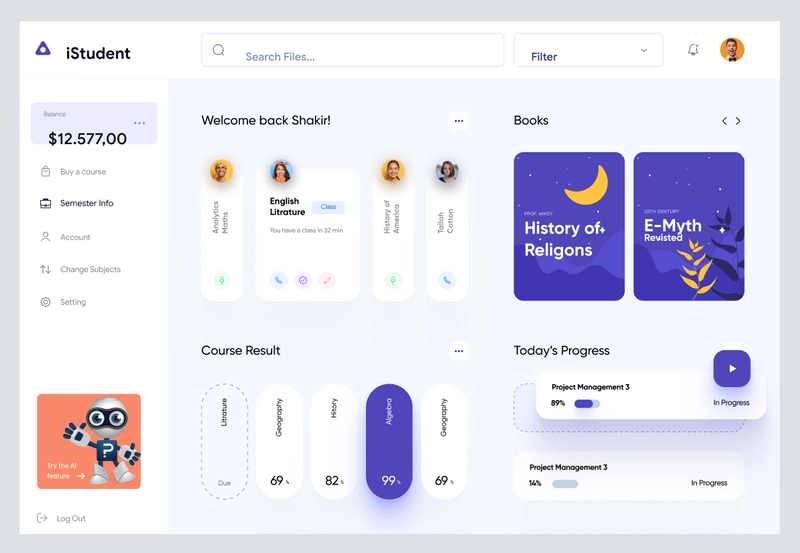 iStudent
Search Files...
Filter
Balance
$12.577,00
Buy a course
Semester Info
Account
Change Subjects
Setting
?
Try the Ai
feature
Log Out
Welcome back Shakir!
Analytics
Maths
English
Litrature
Class
You have a class in 32 min
History of
America
Tallah
Cotton
Books
PROF. MIKEY
History of
Religons
20TH CENTURY
E-Myth
Revisted
Course Result
Litrature
Due
Geography
69 %
Hitory
82 %
Algebra
99 %
Geography
69 %
Today's Progress
Project Management 3
89%
In Progress
Project Management 3
14%
In Progress